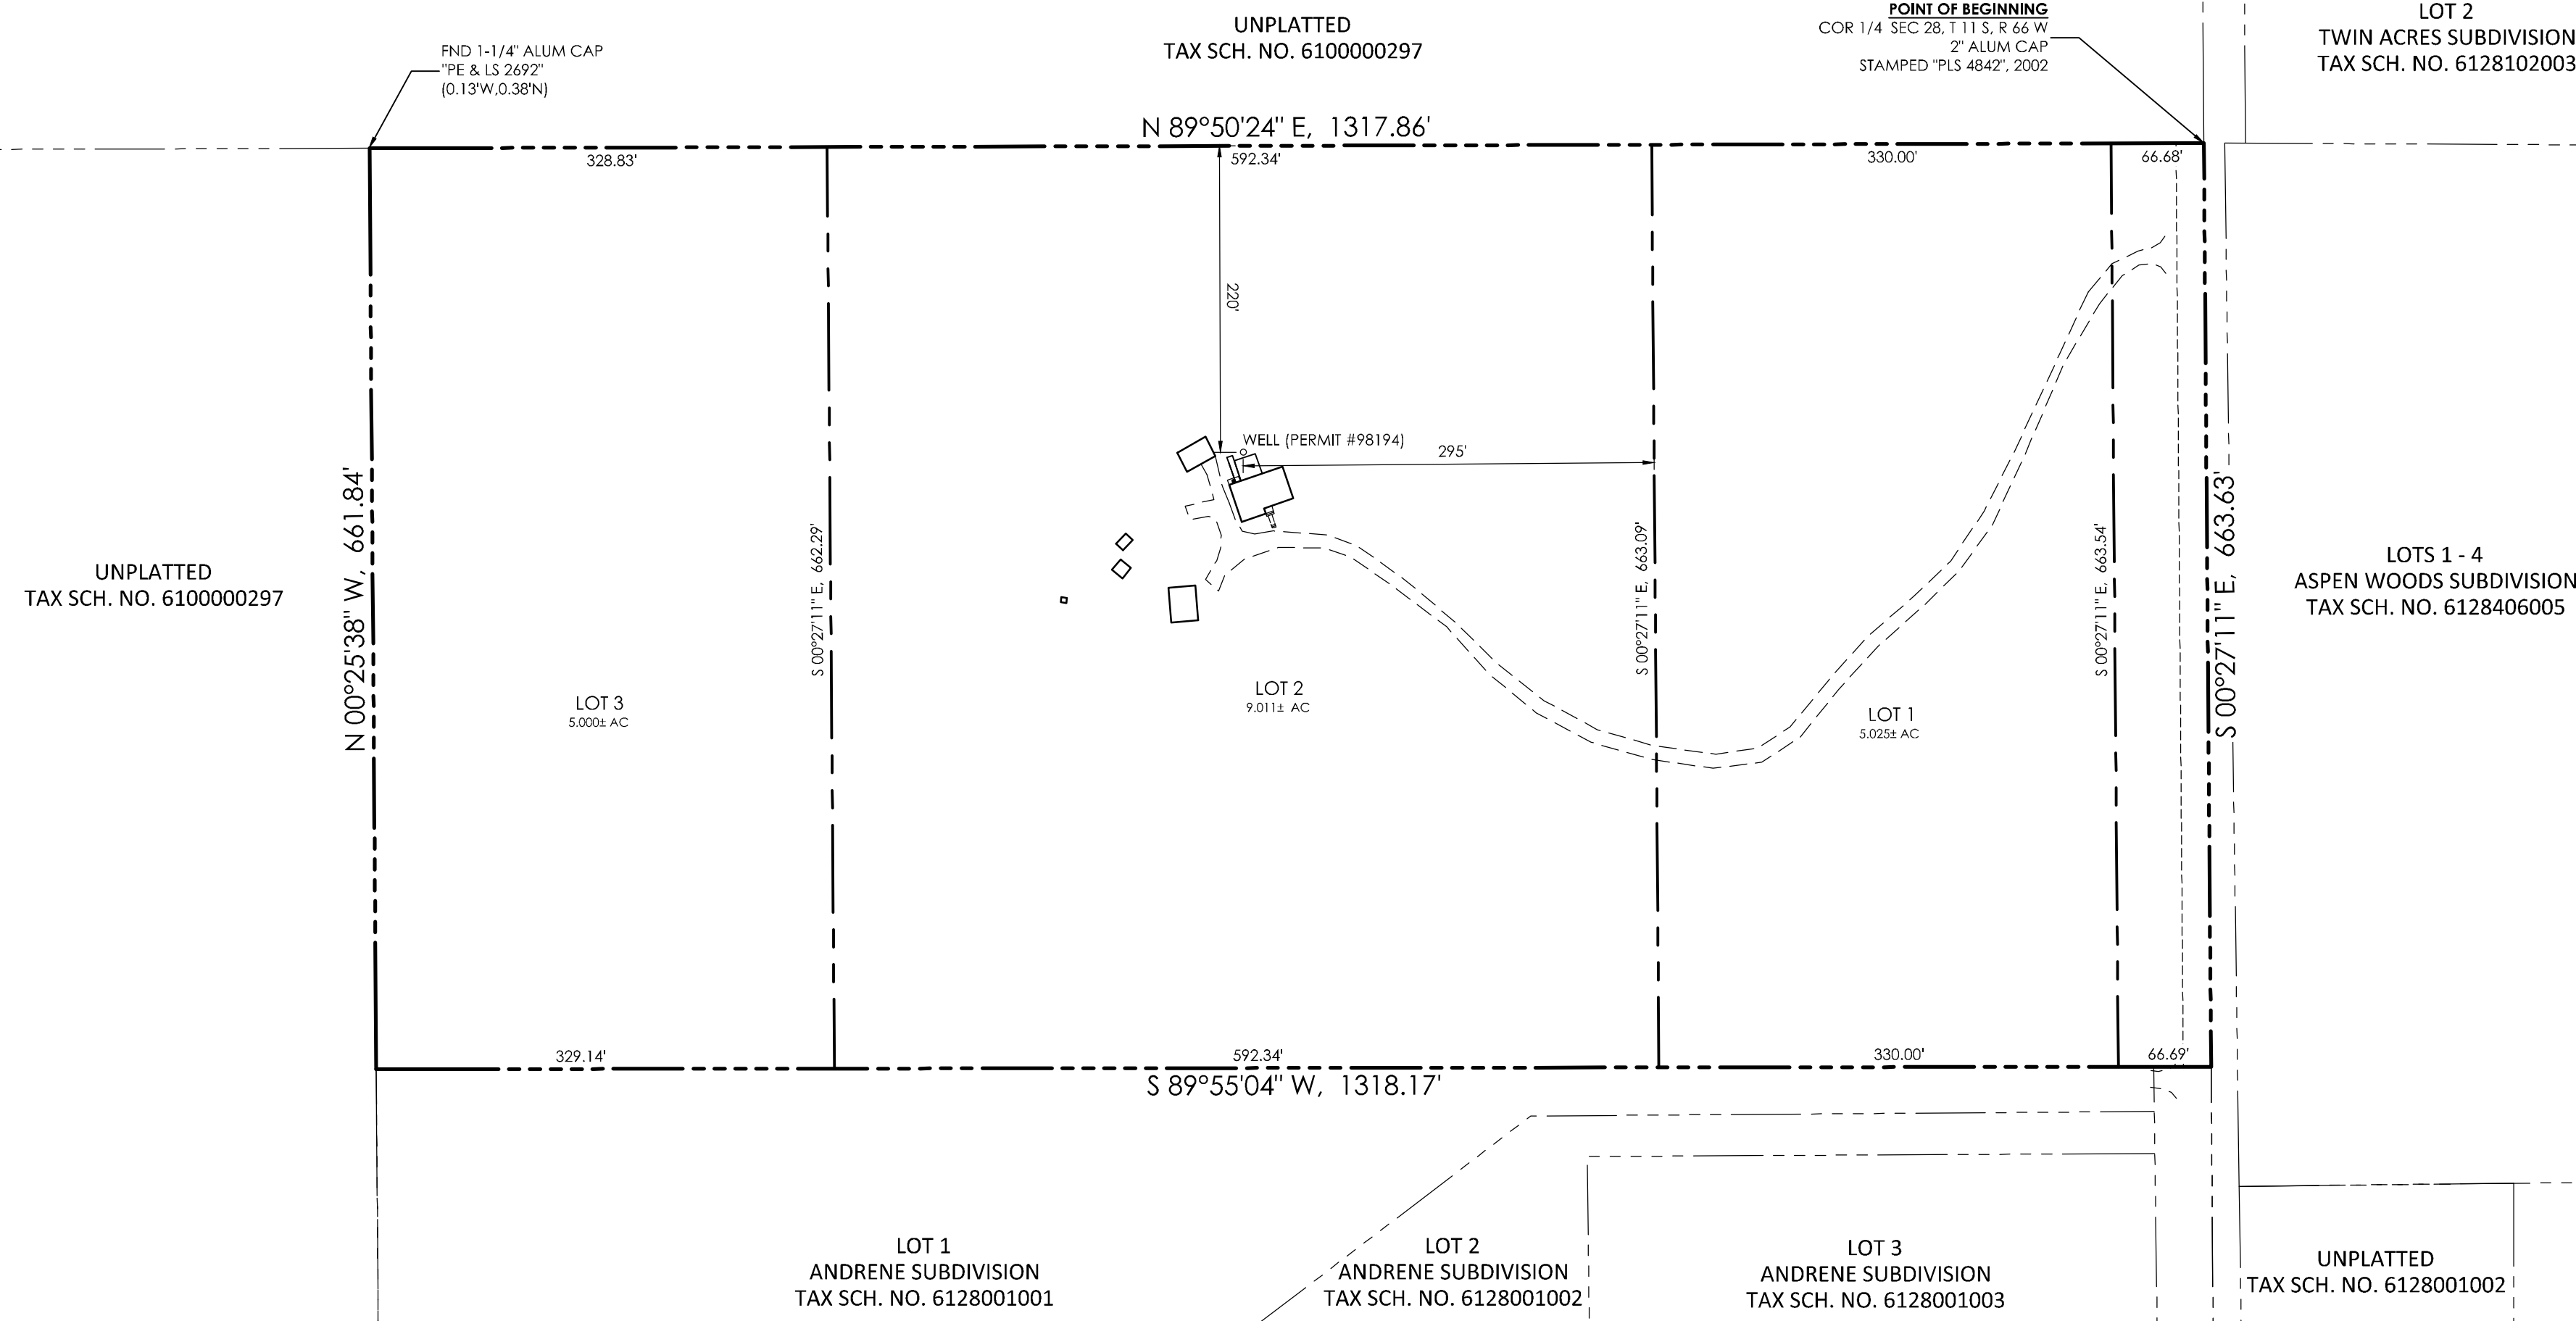 UNPLATTED
TAX SCH. NO. 6100000297
POINT OF BEGINNING
COR 1/4 SEC 28, T 11 S, R 66 W
2" ALUM CAP
STAMPED "PLS 4842", 2002
LOT 2
TWIN ACRES SUBDIVISION
TAX SCH. NO. 6128102003
FND 1-1/4" ALUM CAP
"PE & LS 2692"
(0.13'W,0.38'N)
N 89°50'24" E, 1317.86'
328.83'
592.34'
330.00'
66.68'
220'
WELL (PERMIT #98194)
295'
N 00°25'38" W, 661.84'
S 00°27'11" E, 662.29'
S 00°27'11" E, 663.09'
S 00°27'11" E, 663.54'
S 00°27'11" E, 663.63'
UNPLATTED
TAX SCH. NO. 6100000297
LOTS 1 - 4
ASPEN WOODS SUBDIVISION
TAX SCH. NO. 6128406005
LOT 3
5.000± AC
LOT 2
9.011± AC
LOT 1
5.025± AC
329.14'
592.34'
330.00'
66.69'
S 89°55'04" W, 1318.17'
LOT 1
ANDRENE SUBDIVISION
TAX SCH. NO. 6128001001
LOT 2
ANDRENE SUBDIVISION
TAX SCH. NO. 6128001002
LOT 3
ANDRENE SUBDIVISION
TAX SCH. NO. 6128001003
UNPLATTED
TAX SCH. NO. 6128001002